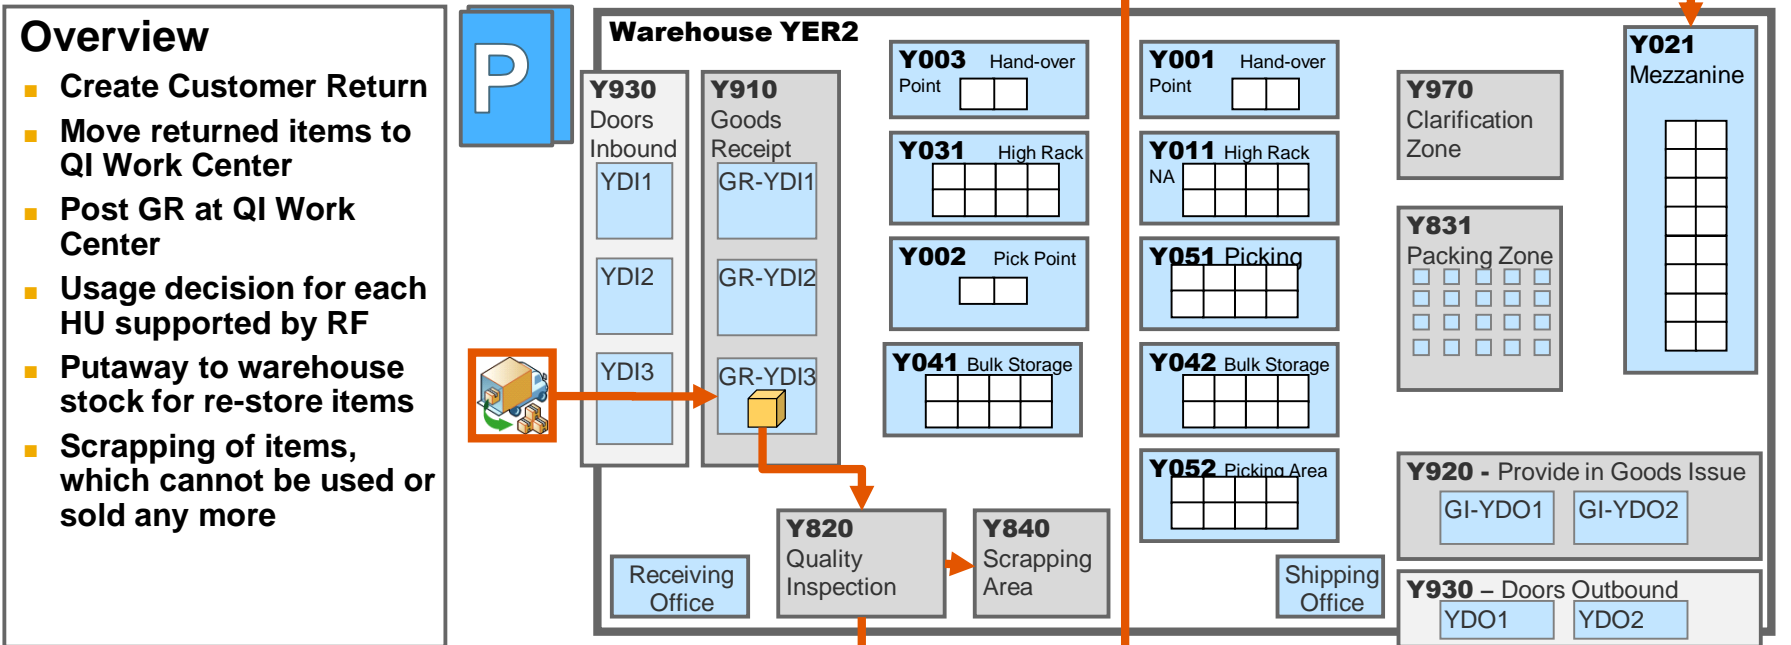 Overview
Create Customer Return
Move returned items to
QI Work Center
Post GR at QI Work
Center
Usage decision for each
HU supported by RF
Putaway to warehouse
stock for re-store items
Scrapping of items,
which cannot be used or
sold any more
P
Warehouse YER2
Y930
Doors
Inbound
YDI1
YDI2
YDI3
Y910
Goods
Receipt
GR-YDI1
GR-YDI2
GR-YDI3
Y003 Hand-over
Point
Y031 High Rack
Y002 Pick Point
Y041 Bulk Storage
Y001 Hand-over
Point
Y011 High Rack
NA
Y051 Picking
Y042 Bulk Storage
Y052 Picking Area
Y970
Clarification
Zone
Y831
Packing Zone
Y021
Mezzanine
Receiving
Office
Y820
Quality
Inspection
Y840
Scrapping
Area
Shipping
Office
Y920 - Provide in Goods Issue
GI-YDO1 GI-YDO2
Y930 – Doors Outbound
YDO1 YDO2